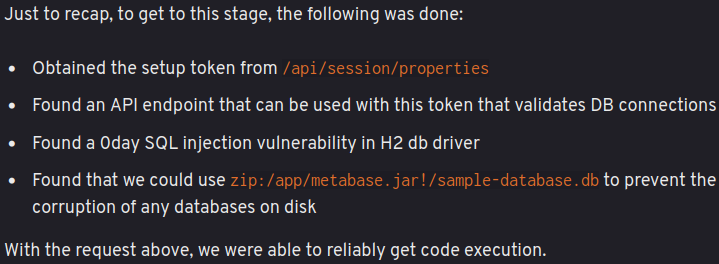 Just to recap, to get to this stage, the following was done:
• Obtained the setup token from /api/session/properties
• Found an API endpoint that can be used with this token that validates DB connections
• Found a 0day SQL injection vulnerability in H2 db driver
• Found that we could use zip:/app/metabase.jar!/sample-database.db to prevent the
corruption of any databases on disk
With the request above, we were able to reliably get code execution.